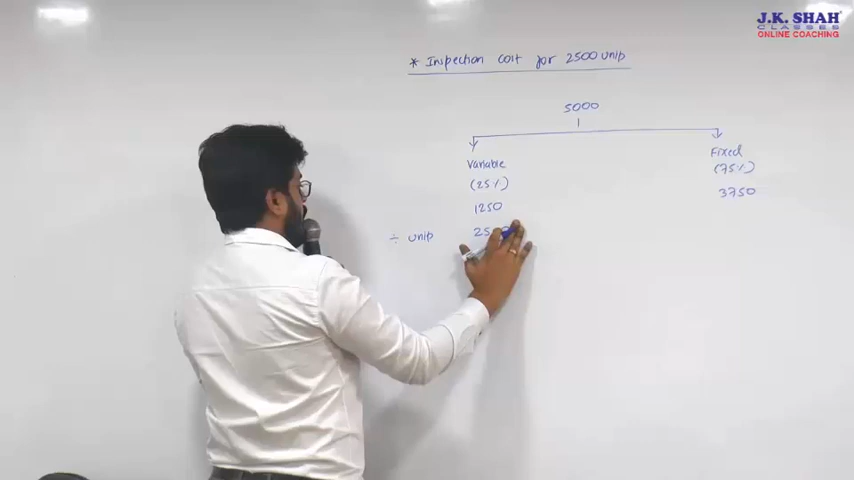 J.K. SHAH
CLASSES
ONLINE COACHING
* Inspection cost for 2500 units
5000
Variable
(25%)
1250
÷ units
Fixed
(75%)
3750